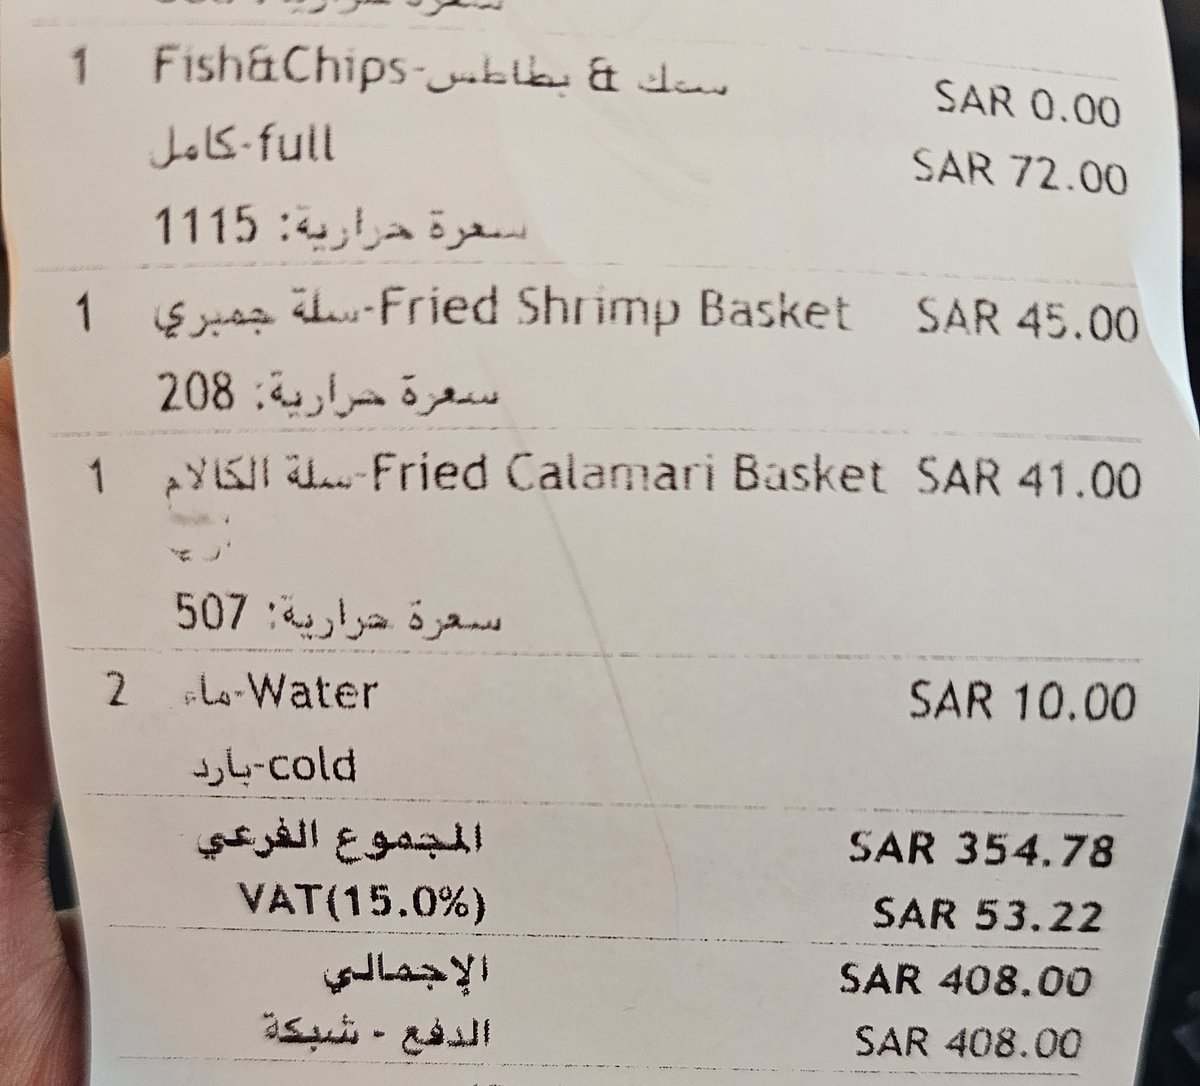 1 Fish&Chips-سمك & بطاطس SAR 0.00
full-كامل SAR 72.00
سعرة حرارية: 1115
1 Fried Shrimp Basket-سلة جمبري SAR 45.00
سعرة حرارية: 208
1 Fried Calamari Basket-سلة الكالام SAR 41.00
سعرة حرارية: 507
2 Water-ماء SAR 10.00
cold-بارد
المجموع الفرعي SAR 354.78
VAT(15.0%) SAR 53.22
الإجمالي SAR 408.00
الدفع - شبكة SAR 408.00